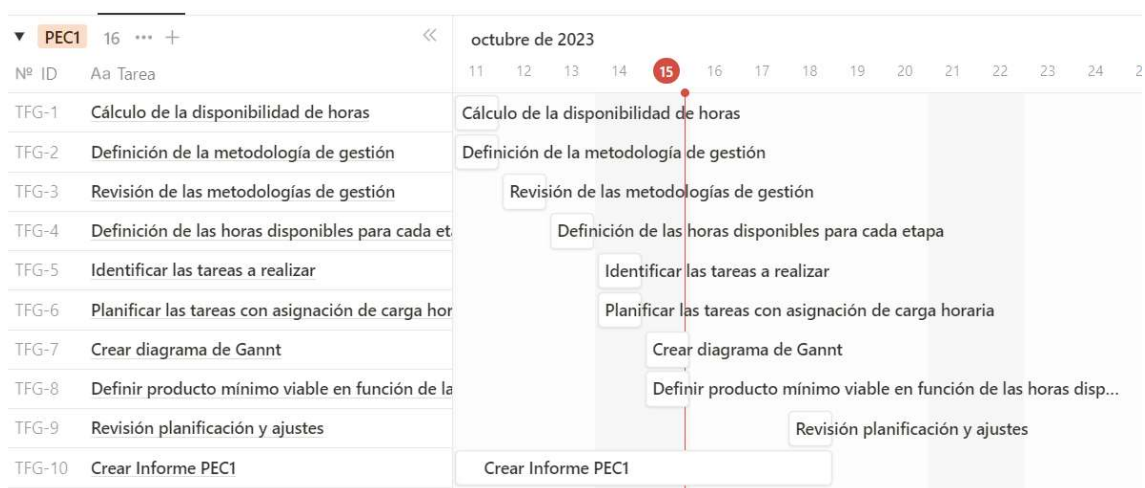 PEC1 16 ··· +
octubre de 2023
Nº ID Aa Tarea
11 12 13 14 15 16 17 18 19 20 21 22 23 24
TFG-1 Cálculo de la disponibilidad de horas Cálculo de la disponibilidad de horas
TFG-2 Definición de la metodología de gestión Definición de la metodología de gestión
TFG-3 Revisión de las metodologías de gestión Revisión de las metodologías de gestión
TFG-4 Definición de las horas disponibles para cada et Definición de las horas disponibles para cada etapa
TFG-5 Identificar las tareas a realizar Identificar las tareas a realizar
TFG-6 Planificar las tareas con asignación de carga hor Planificar las tareas con asignación de carga horaria
TFG-7 Crear diagrama de Gannt Crear diagrama de Gannt
TFG-8 Definir producto mínimo viable en función de la Definir producto mínimo viable en función de las horas disp...
TFG-9 Revisión planificación y ajustes Revisión planificación y ajustes
TFG-10 Crear Informe PEC1 Crear Informe PEC1